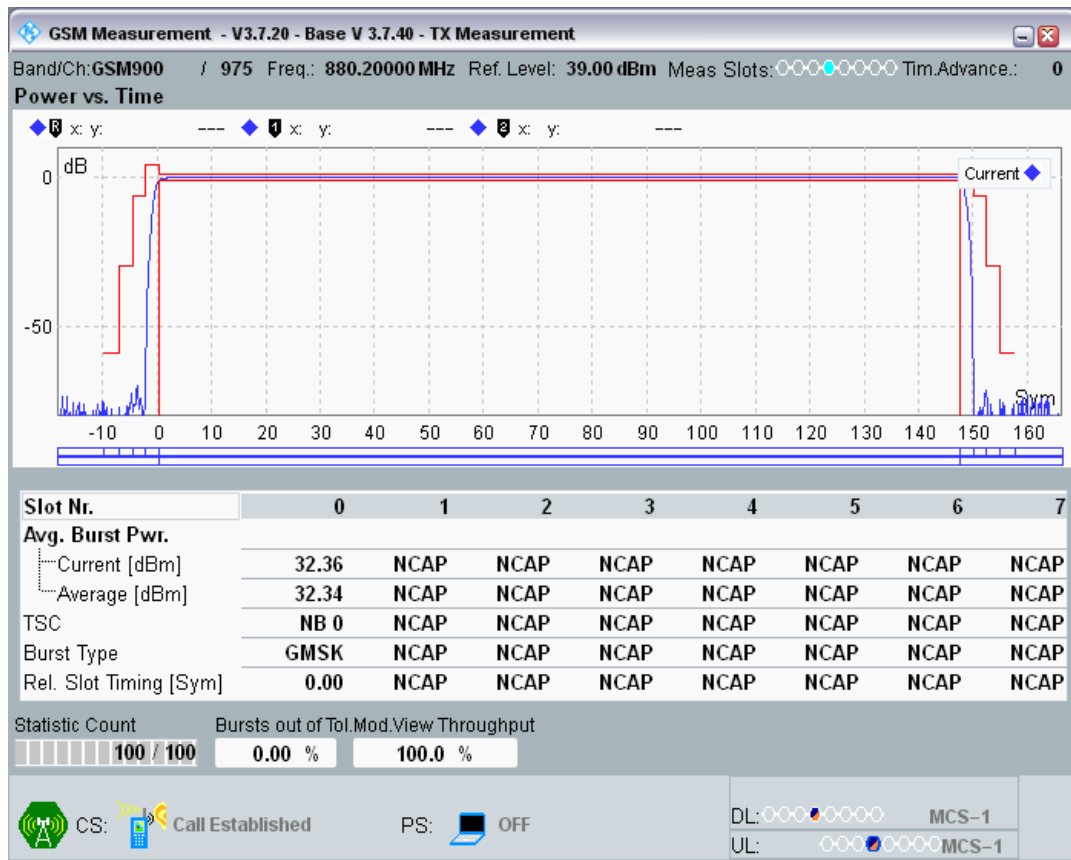 GSM Measurement - V3.7.20 - Base V 3.7.40 - TX Measurement
Band/Ch:GSM900 / 975 Freq.: 880.20000 MHz Ref. Level: 39.00 dBm Meas Slots: Tim.Advance.: 0
Power vs. Time
R x: y: --- 1 x: y: --- 2 x: y: ---
dB
Current
0
-50
Sym
-10 0 10 20 30 40 50 60 70 80 90 100 110 120 130 140 150 160
Slot Nr. 0 1 2 3 4 5 6 7
Avg. Burst Pwr.
Current [dBm] 32.36 NCAP NCAP NCAP NCAP NCAP NCAP NCAP
Average [dBm] 32.34 NCAP NCAP NCAP NCAP NCAP NCAP NCAP
TSC NB 0 NCAP NCAP NCAP NCAP NCAP NCAP NCAP
Burst Type GMSK NCAP NCAP NCAP NCAP NCAP NCAP NCAP
Rel. Slot Timing [Sym] 0.00 NCAP NCAP NCAP NCAP NCAP NCAP NCAP
Statistic Count Bursts out of Tol. Mod.View Throughput
100 / 100 0.00 % 100.0 %
CS: Call Established PS: OFF
DL: MCS-1
UL: MCS-1